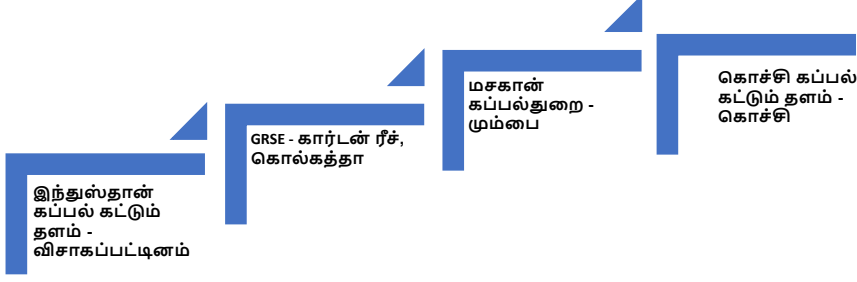 இந்துஸ்தான்
கப்பல் கட்டும்
தளம் -
விசாகப்பட்டினம்
GRSE - கார்டன் ரீச்,
கொல்கத்தா
மசகான்
கப்பல்துறை -
மும்பை
கொச்சி கப்பல்
கட்டும் தளம் -
கொச்சி